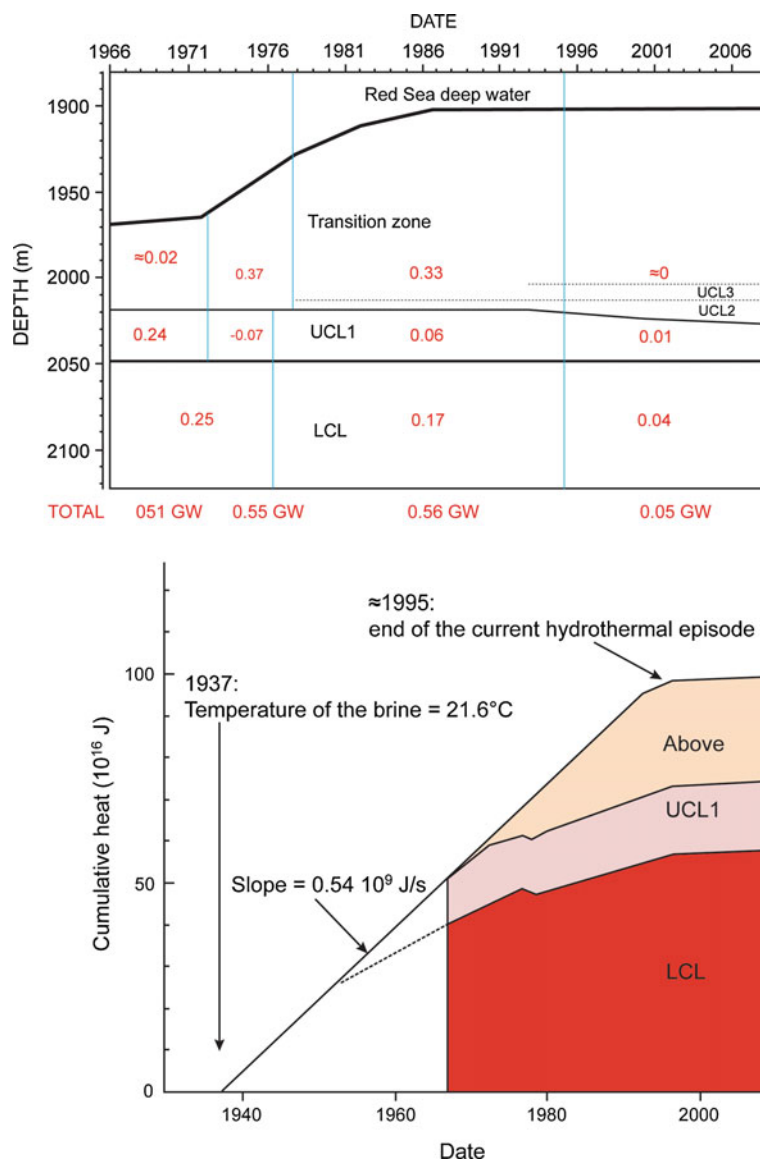 DATE
1966 1971 1976 1981 1986 1991 1996 2001 2006
DEPTH (m)
1900
1950
2000
2050
2100
Red Sea deep water
Transition zone
≈0.02 0.37 0.33 ≈0
UCL3
UCL2
0.24 -0.07 UCL1 0.06 0.01
0.25 LCL 0.17 0.04
TOTAL 051 GW 0.55 GW 0.56 GW 0.05 GW
Cumulative heat (10¹⁶ J)
100
50
0
≈1995:
end of the current hydrothermal episode
1937:
Temperature of the brine = 21.6°C
Above
UCL1
Slope = 0.54 10⁹ J/s
LCL
1940 1960 1980 2000
Date